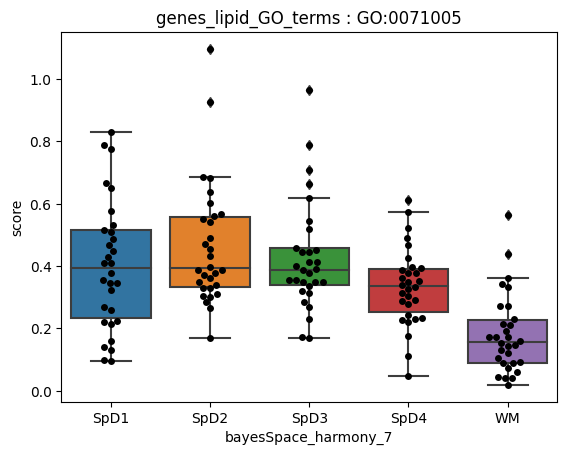 genes_lipid_GO_terms : GO:0071005
score
1.0
0.8
0.6
0.4
0.2
0.0
SpD1 SpD2 SpD3 SpD4 WM
bayesSpace_harmony_7